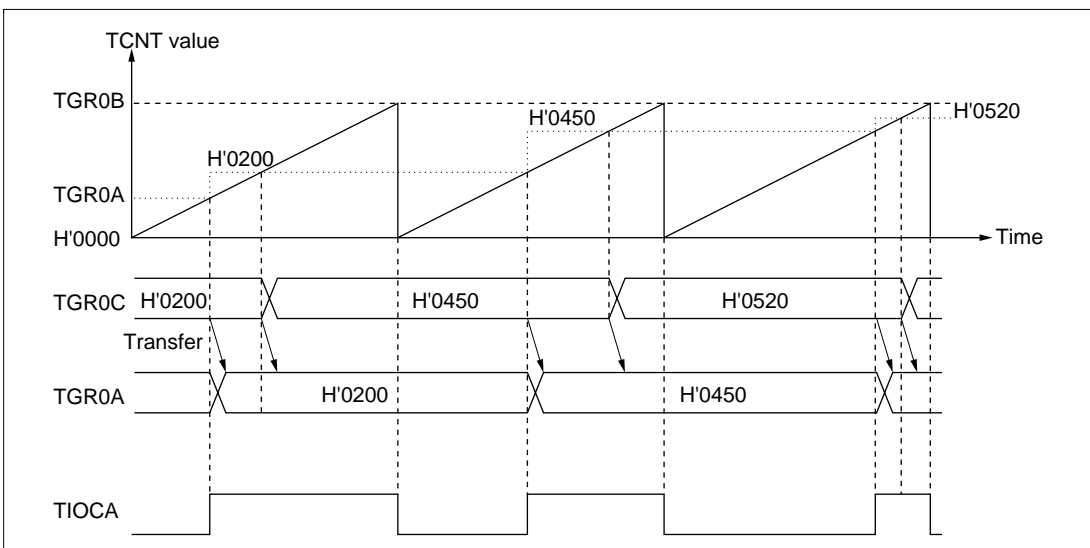 TCNT value
TGR0B
H'0520
H'0450
H'0200
TGR0A
H'0000
Time
TGR0C
H'0200
H'0450
H'0520
Transfer
TGR0A
H'0200
H'0450
TIOCA